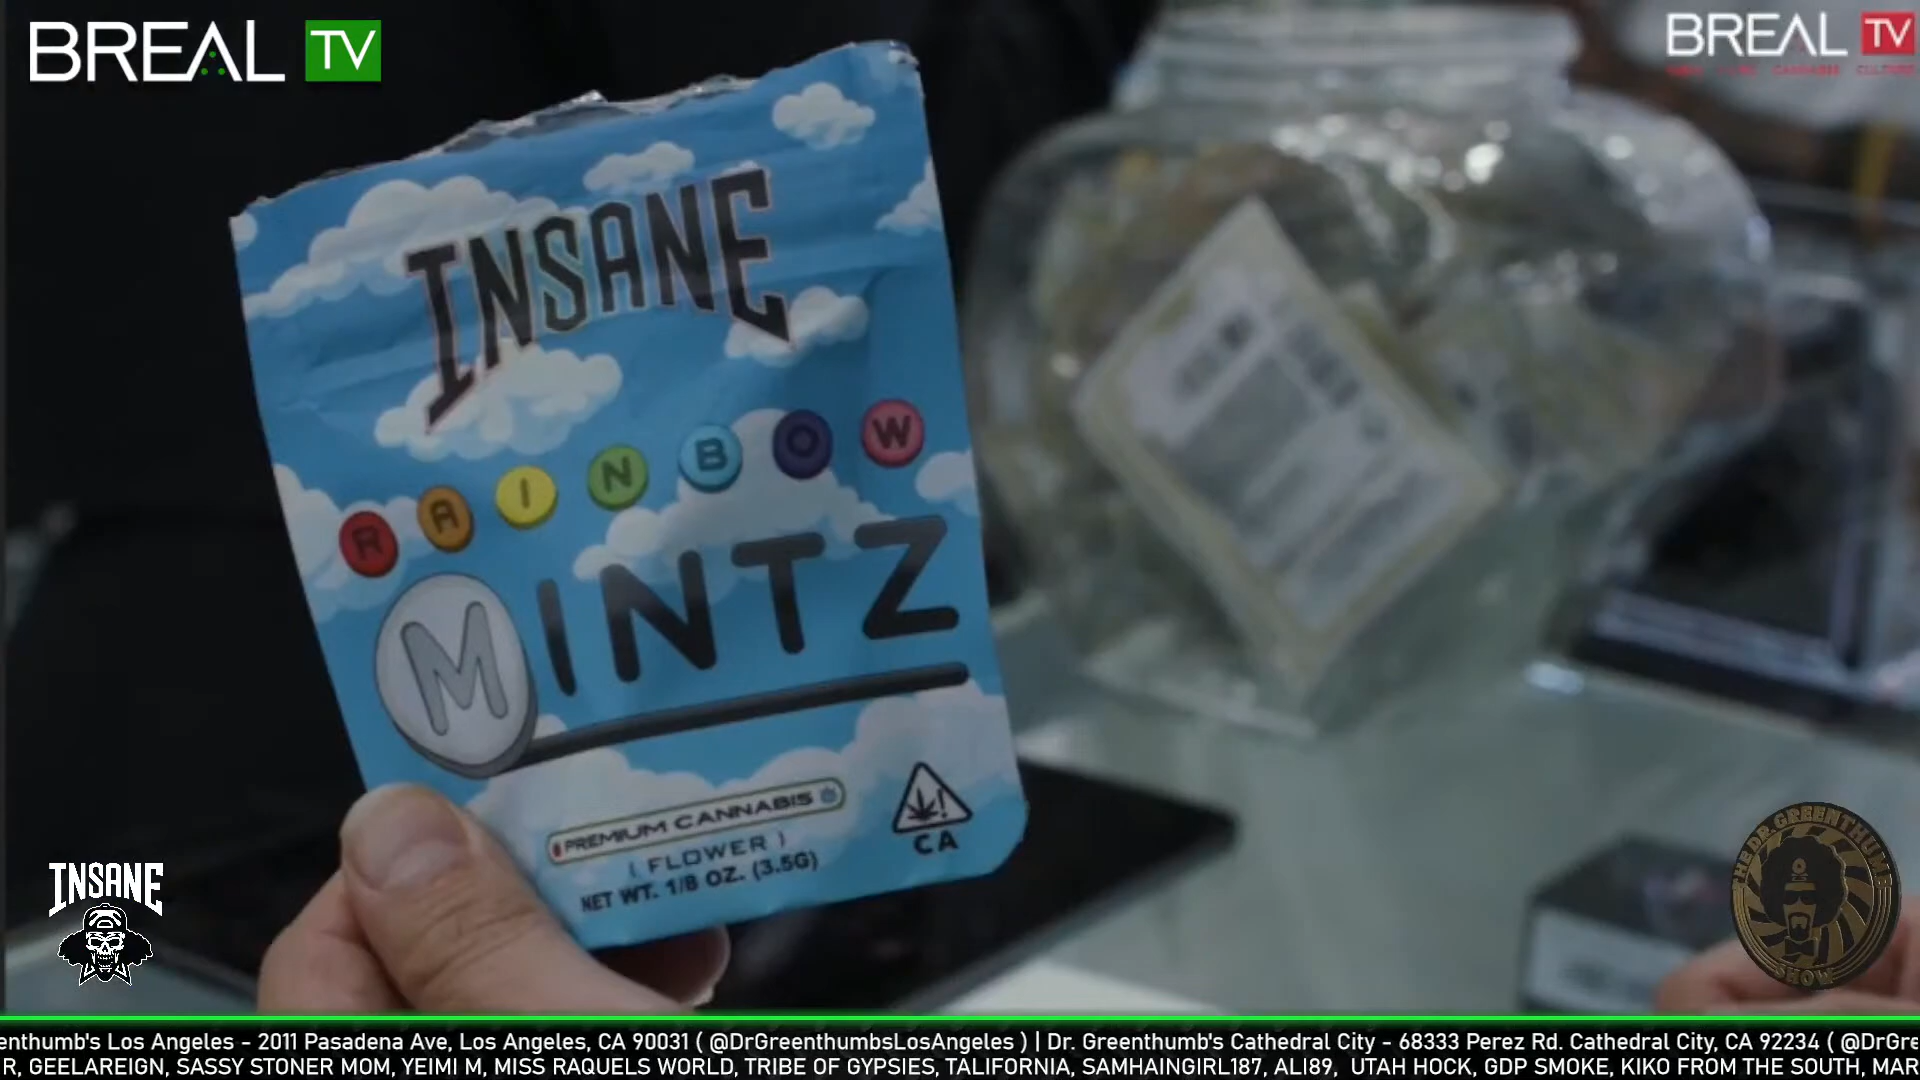 BREAL TV
BREAL TV
CANNABIS CULTURE
INSANE
RAINBOW
MINTZ
PREMIUM CANNABIS
( FLOWER )
NET WT. 1/8 OZ. (3.5G)
CA
INSANE
THE DR. GREENTHUMB
SHOW
enthumb's Los Angeles - 2011 Pasadena Ave, Los Angeles, CA 90031 ( @DrGreenthumbsLosAngeles ) | Dr. Greenthumb's Cathedral City - 68333 Perez Rd. Cathedral City, CA 92234 ( @DrGre
R, GEELAREIGN, SASSY STONER MOM, YEIMI M, MISS RAQUELS WORLD, TRIBE OF GYPSIES, TALIFORNIA, SAMHAINGIRL187, ALI89, UTAH HOCK, GDP SMOKE, KIKO FROM THE SOUTH, MAR